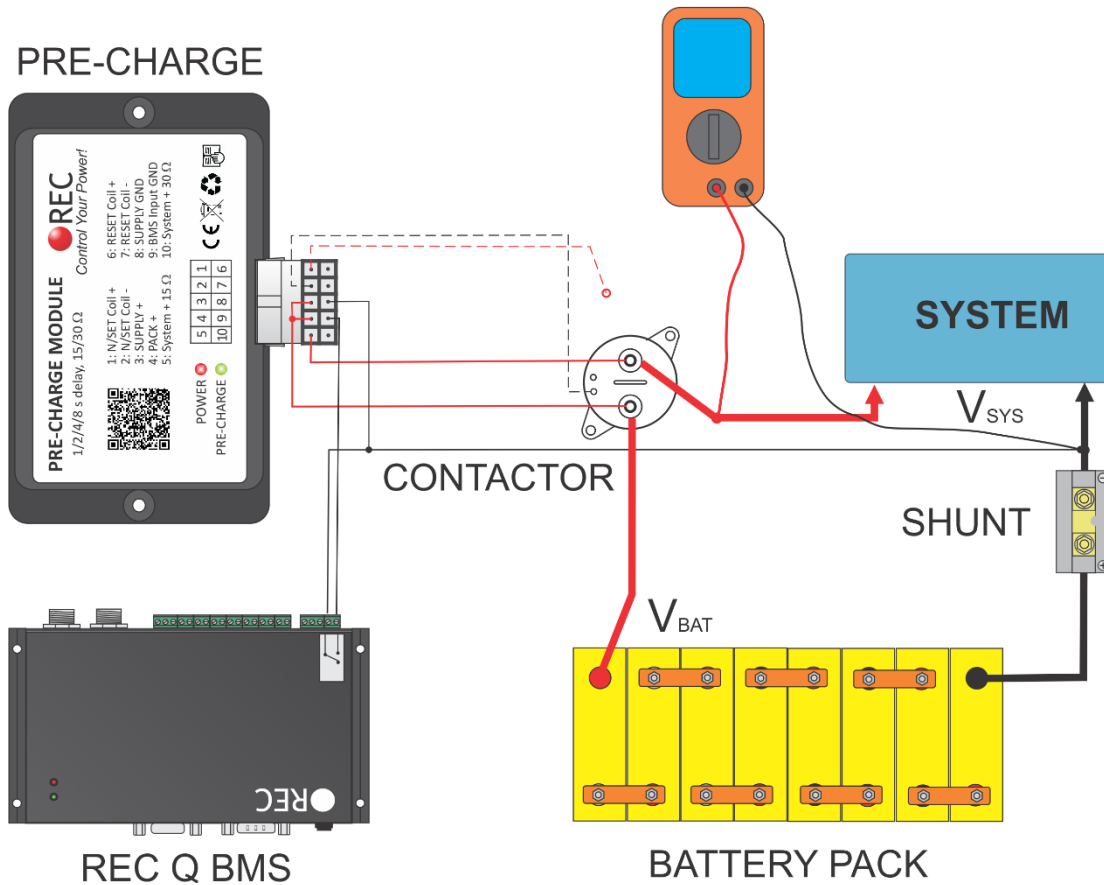 PRE-CHARGE
PRE-CHARGE MODULE
1/2/4/8 s delay, 15/30 Ω
REC
Control Your Power!
1: N/SET Coil +
2: N/SET Coil -
3: SUPPLY +
4: PACK +
5: System + 15 Ω
6: RESET Coil +
7: RESET Coil -
8: SUPPLY GND
9: BMS Input GND
10: System + 30 Ω
POWER
PRE-CHARGE
5 4 3 2 1
10 9 8 7 6
CE
SYSTEM
VSYS
CONTACTOR
SHUNT
VBAT
REC
REC Q BMS
BATTERY PACK